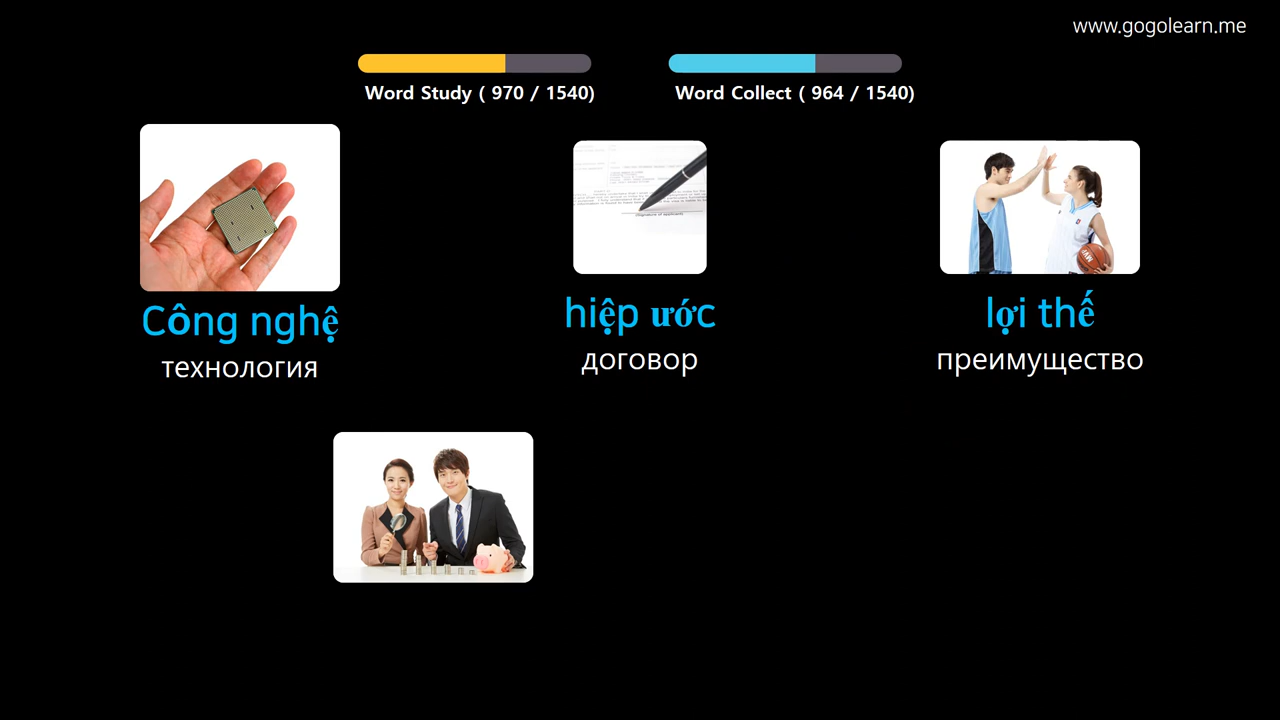 www.gogolearn.me
Word Study ( 970 / 1540)
Word Collect ( 964 / 1540)
Công nghệ
технология
hiệp ước
договор
lợi thế
преимущество